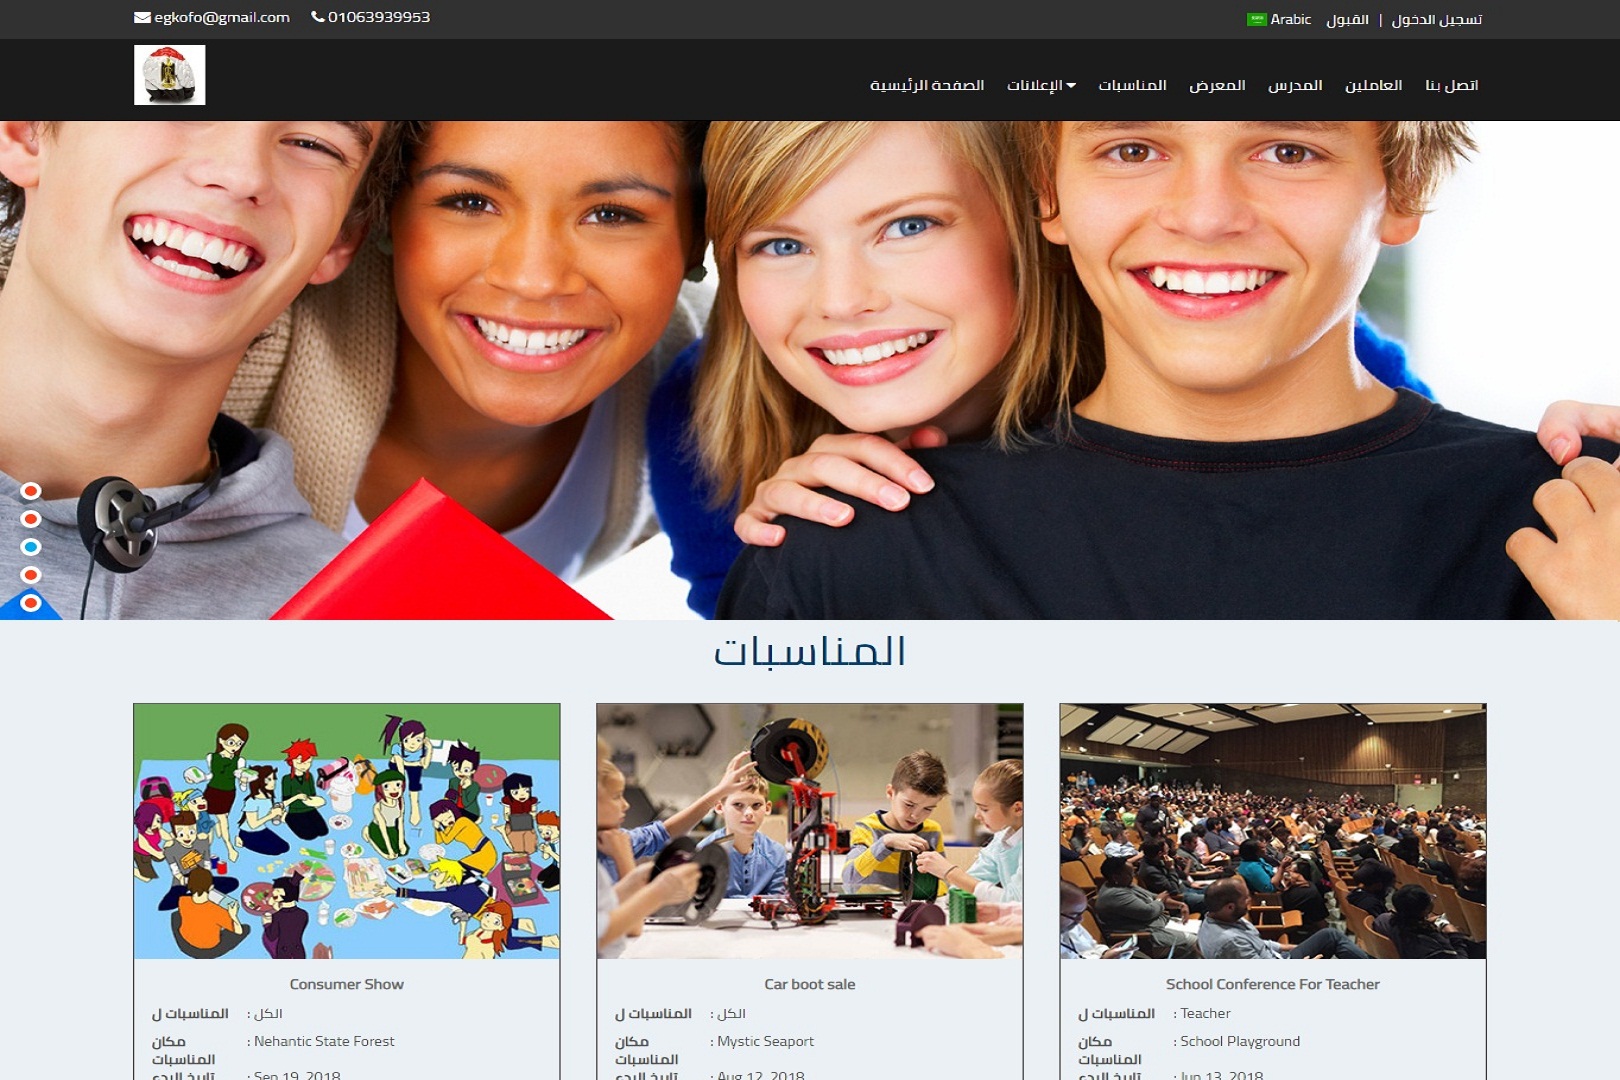 egkofo@gmail.com 01063939953
Arabic القبول | تسجيل الدخول
الصفحة الرئيسية الإعلانات المناسبات المعرض المدرس العاملين اتصل بنا
المناسبات
Consumer Show
المناسبات ل : الكل
مكان المناسبات : Nehantic State Forest
تاريخ البدء : Sep 19, 2018
Car boot sale
المناسبات ل : الكل
مكان المناسبات : Mystic Seaport
تاريخ البدء : Aug 12, 2018
School Conference For Teacher
المناسبات ل : Teacher
مكان المناسبات : School Playground
تاريخ البدء : Jun 13, 2018